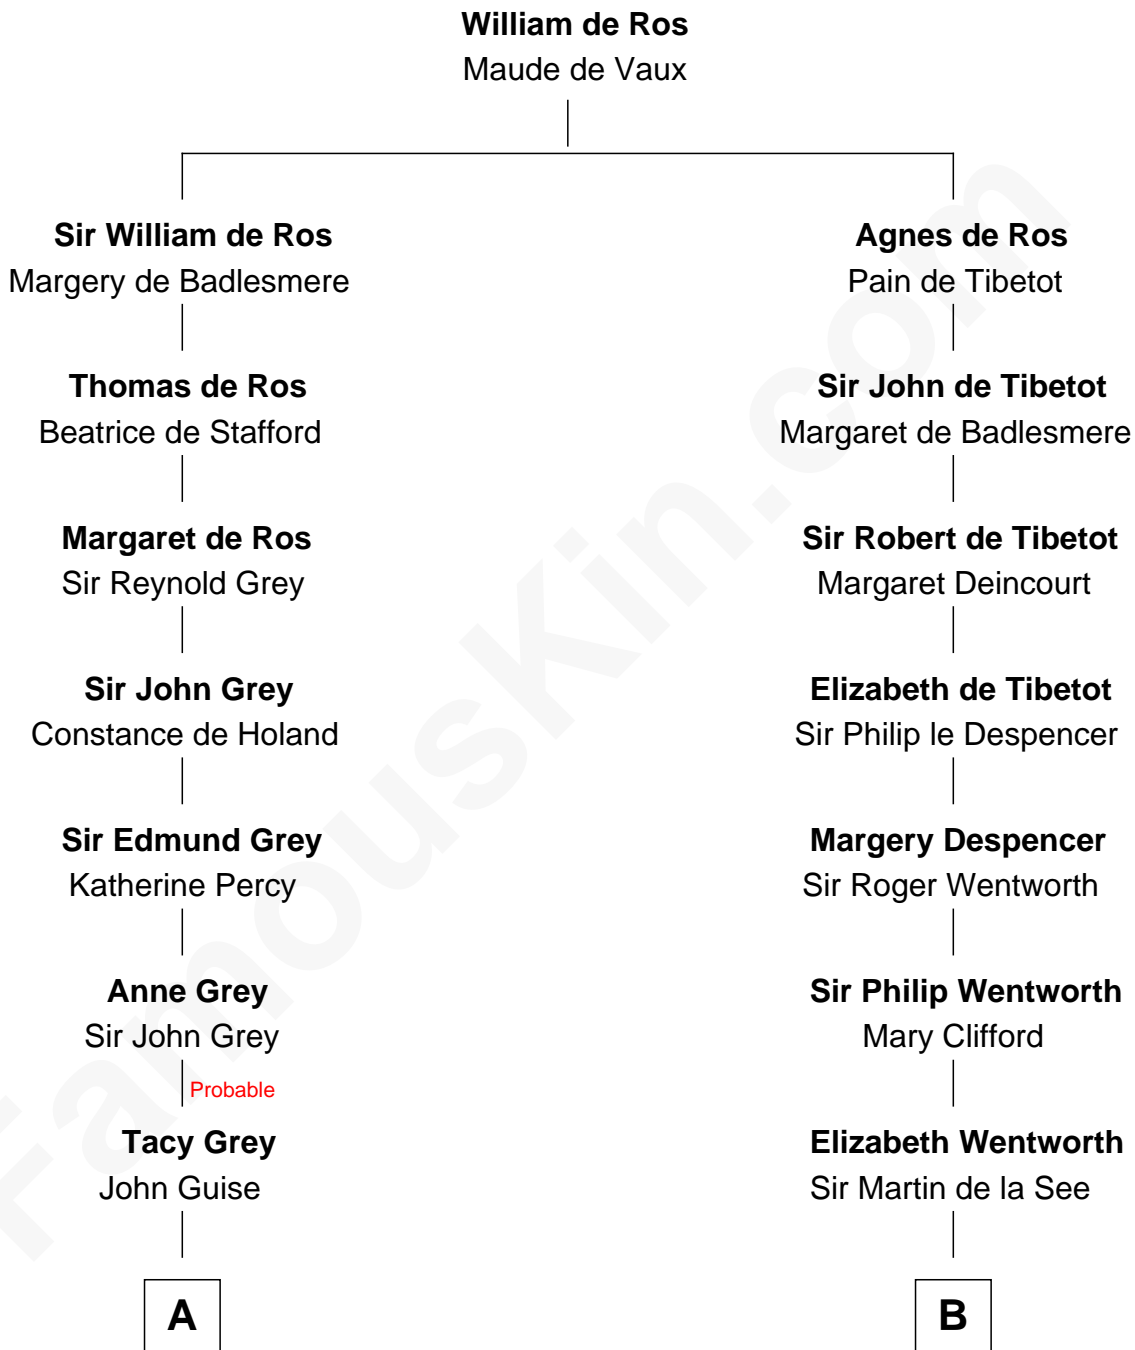 William de Ros
Maude de Vaux
Sir William de Ros
Margery de Badlesmere
Agnes de Ros
Pain de Tibetot
Thomas de Ros
Beatrice de Stafford
Sir John de Tibetot
Margaret de Badlesmere
Margaret de Ros
Sir Reynold Grey
Sir Robert de Tibetot
Margaret Deincourt
Sir John Grey
Constance de Holand
Elizabeth de Tibetot
Sir Philip le Despencer
Sir Edmund Grey
Katherine Percy
Margery Despencer
Sir Roger Wentworth
Anne Grey
Sir John Grey
Sir Philip Wentworth
Mary Clifford
Probable
Tacy Grey
John Guise
Elizabeth Wentworth
Sir Martin de la See
A
B
FamousKin.com